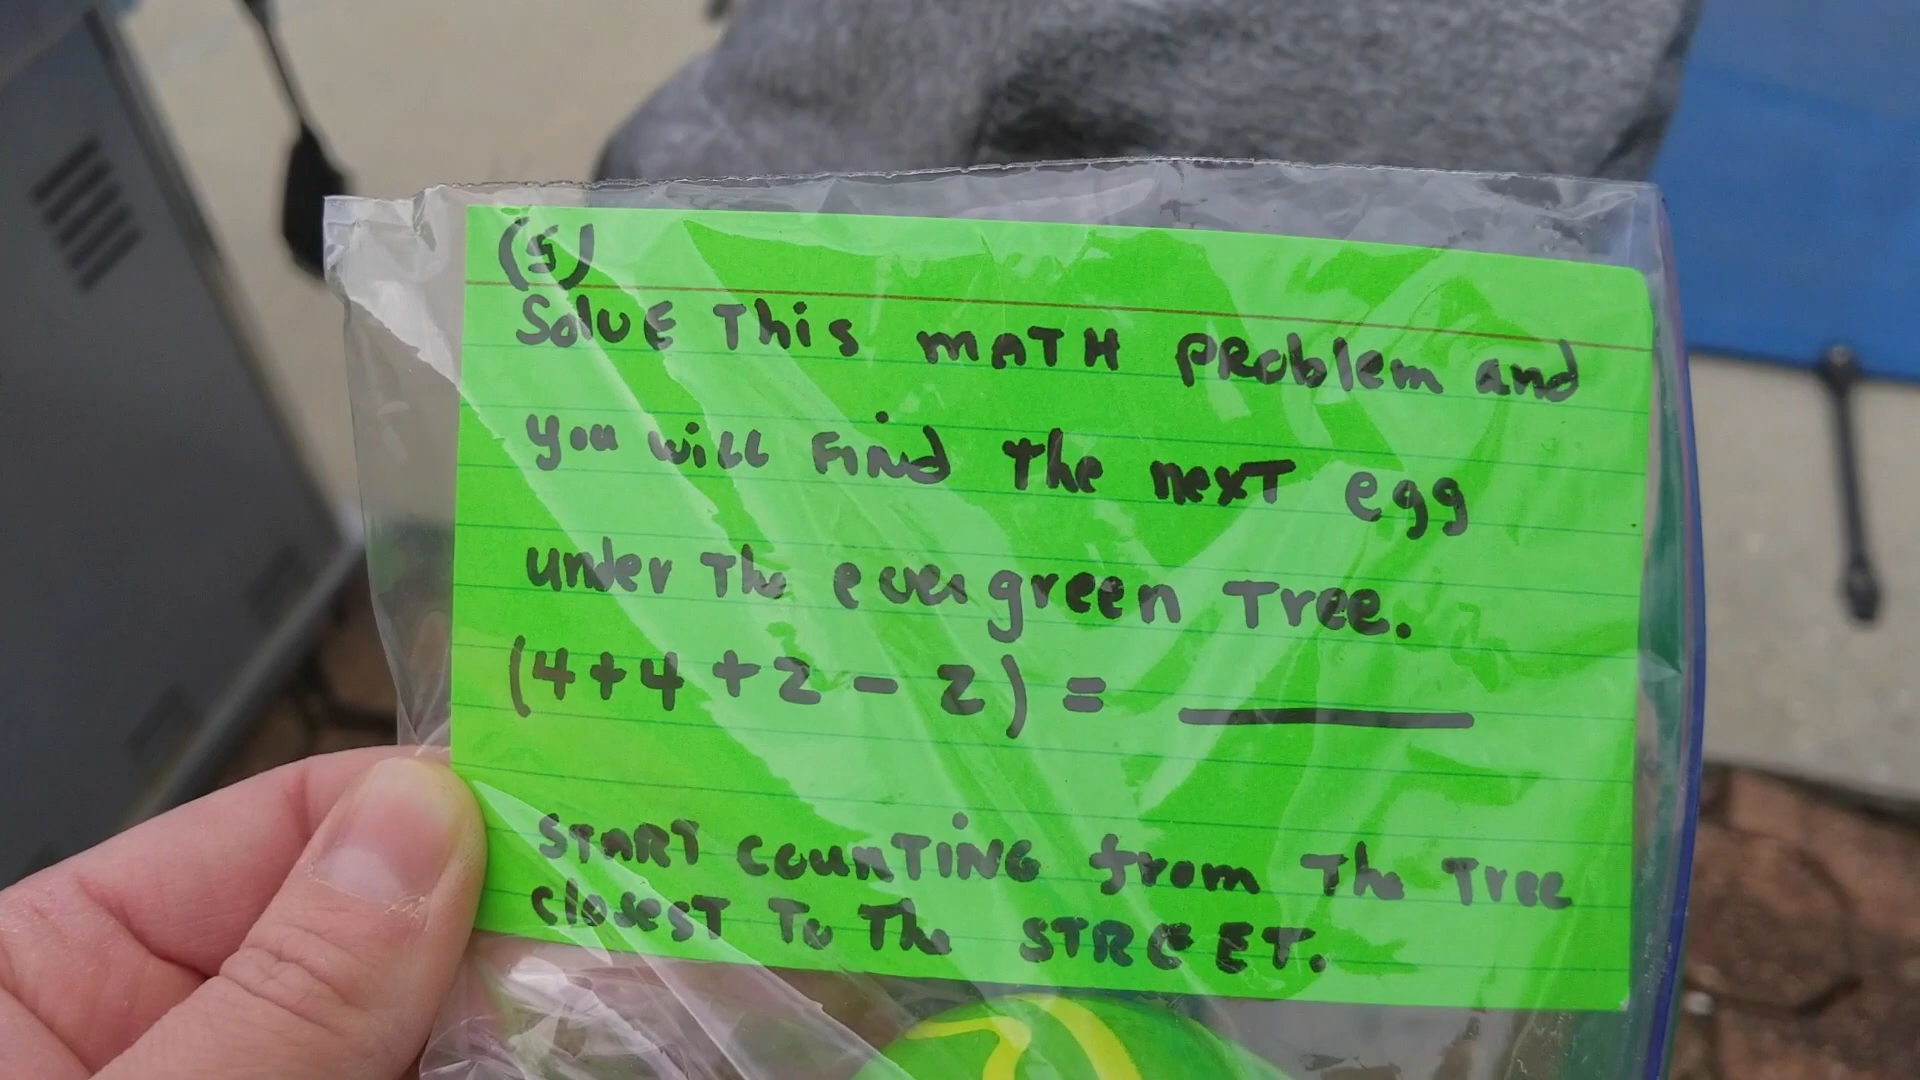 (5)
SolvE This mATH PRoblem and
you will Find The nexT egg
under The evergreen Tree.
(4+4+2-2) = ______
START COUNTiNG from The Tree
closesT To The STREET.